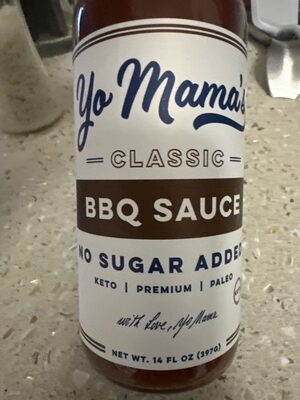 Yo Mama's
CLASSIC
BBQ SAUCE
NO SUGAR ADDED
KETO | PREMIUM | PALEO
with Love, Yo Mama
NET WT. 14 FL OZ (397G)